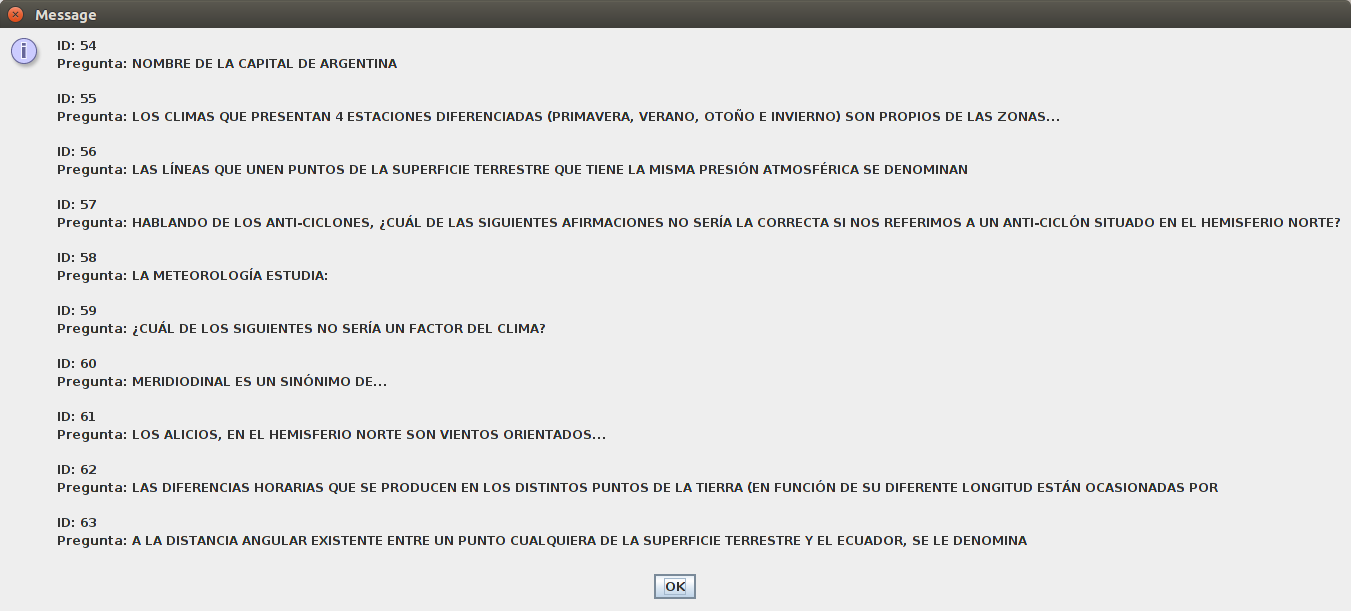 Message
ID: 54
Pregunta: NOMBRE DE LA CAPITAL DE ARGENTINA
ID: 55
Pregunta: LOS CLIMAS QUE PRESENTAN 4 ESTACIONES DIFERENCIADAS (PRIMAVERA, VERANO, OTOÑO E INVIERNO) SON PROPIOS DE LAS ZONAS...
ID: 56
Pregunta: LAS LÍNEAS QUE UNEN PUNTOS DE LA SUPERFICIE TERRESTRE QUE TIENE LA MISMA PRESIÓN ATMOSFÉRICA SE DENOMINAN
ID: 57
Pregunta: HABLANDO DE LOS ANTI-CICLONES, ¿CUÁL DE LAS SIGUIENTES AFIRMACIONES NO SERÍA LA CORRECTA SI NOS REFERIMOS A UN ANTI-CICLÓN SITUADO EN EL HEMISFERIO NORTE?
ID: 58
Pregunta: LA METEOROLOGÍA ESTUDIA:
ID: 59
Pregunta: ¿CUÁL DE LOS SIGUIENTES NO SERÍA UN FACTOR DEL CLIMA?
ID: 60
Pregunta: MERIDIODINAL ES UN SINÓNIMO DE...
ID: 61
Pregunta: LOS ALICIOS, EN EL HEMISFERIO NORTE SON VIENTOS ORIENTADOS...
ID: 62
Pregunta: LAS DIFERENCIAS HORARIAS QUE SE PRODUCEN EN LOS DISTINTOS PUNTOS DE LA TIERRA (EN FUNCIÓN DE SU DIFERENTE LONGITUD ESTÁN OCASIONADAS POR
ID: 63
Pregunta: A LA DISTANCIA ANGULAR EXISTENTE ENTRE UN PUNTO CUALQUIERA DE LA SUPERFICIE TERRESTRE Y EL ECUADOR, SE LE DENOMINA
OK